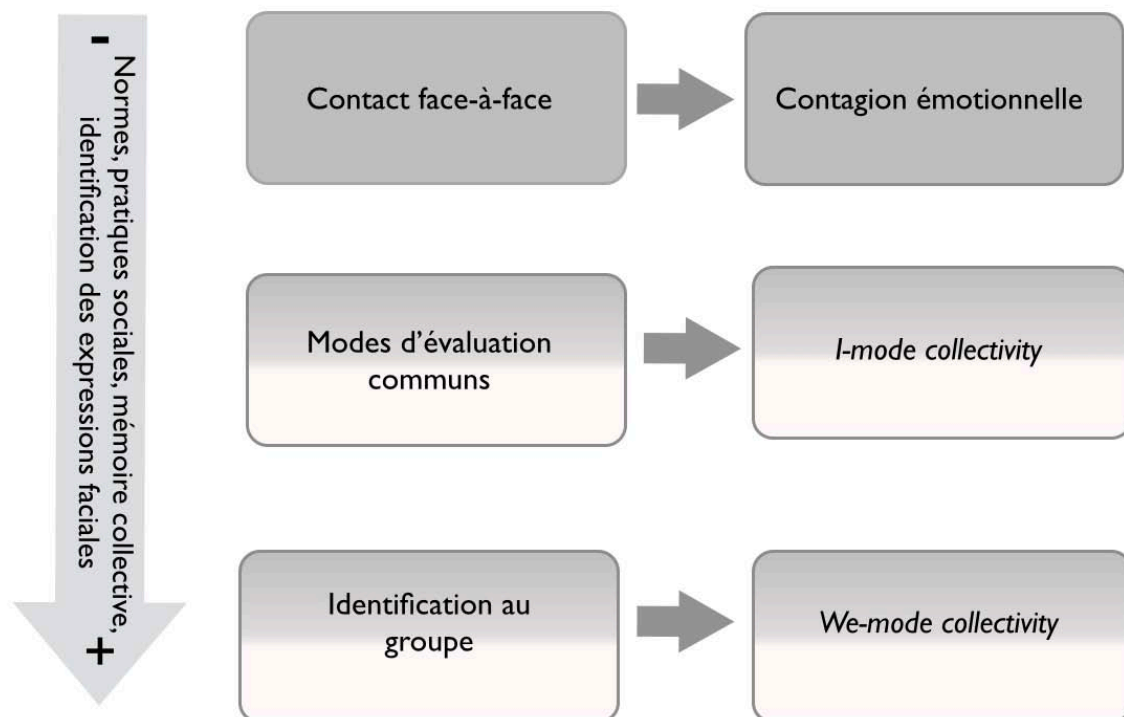 -
Normes, pratiques sociales, mémoire collective,
identification des expressions faciales
+
Contact face-à-face
Contagion émotionnelle
Modes d'évaluation
communs
I-mode collectivity
Identification au
groupe
We-mode collectivity